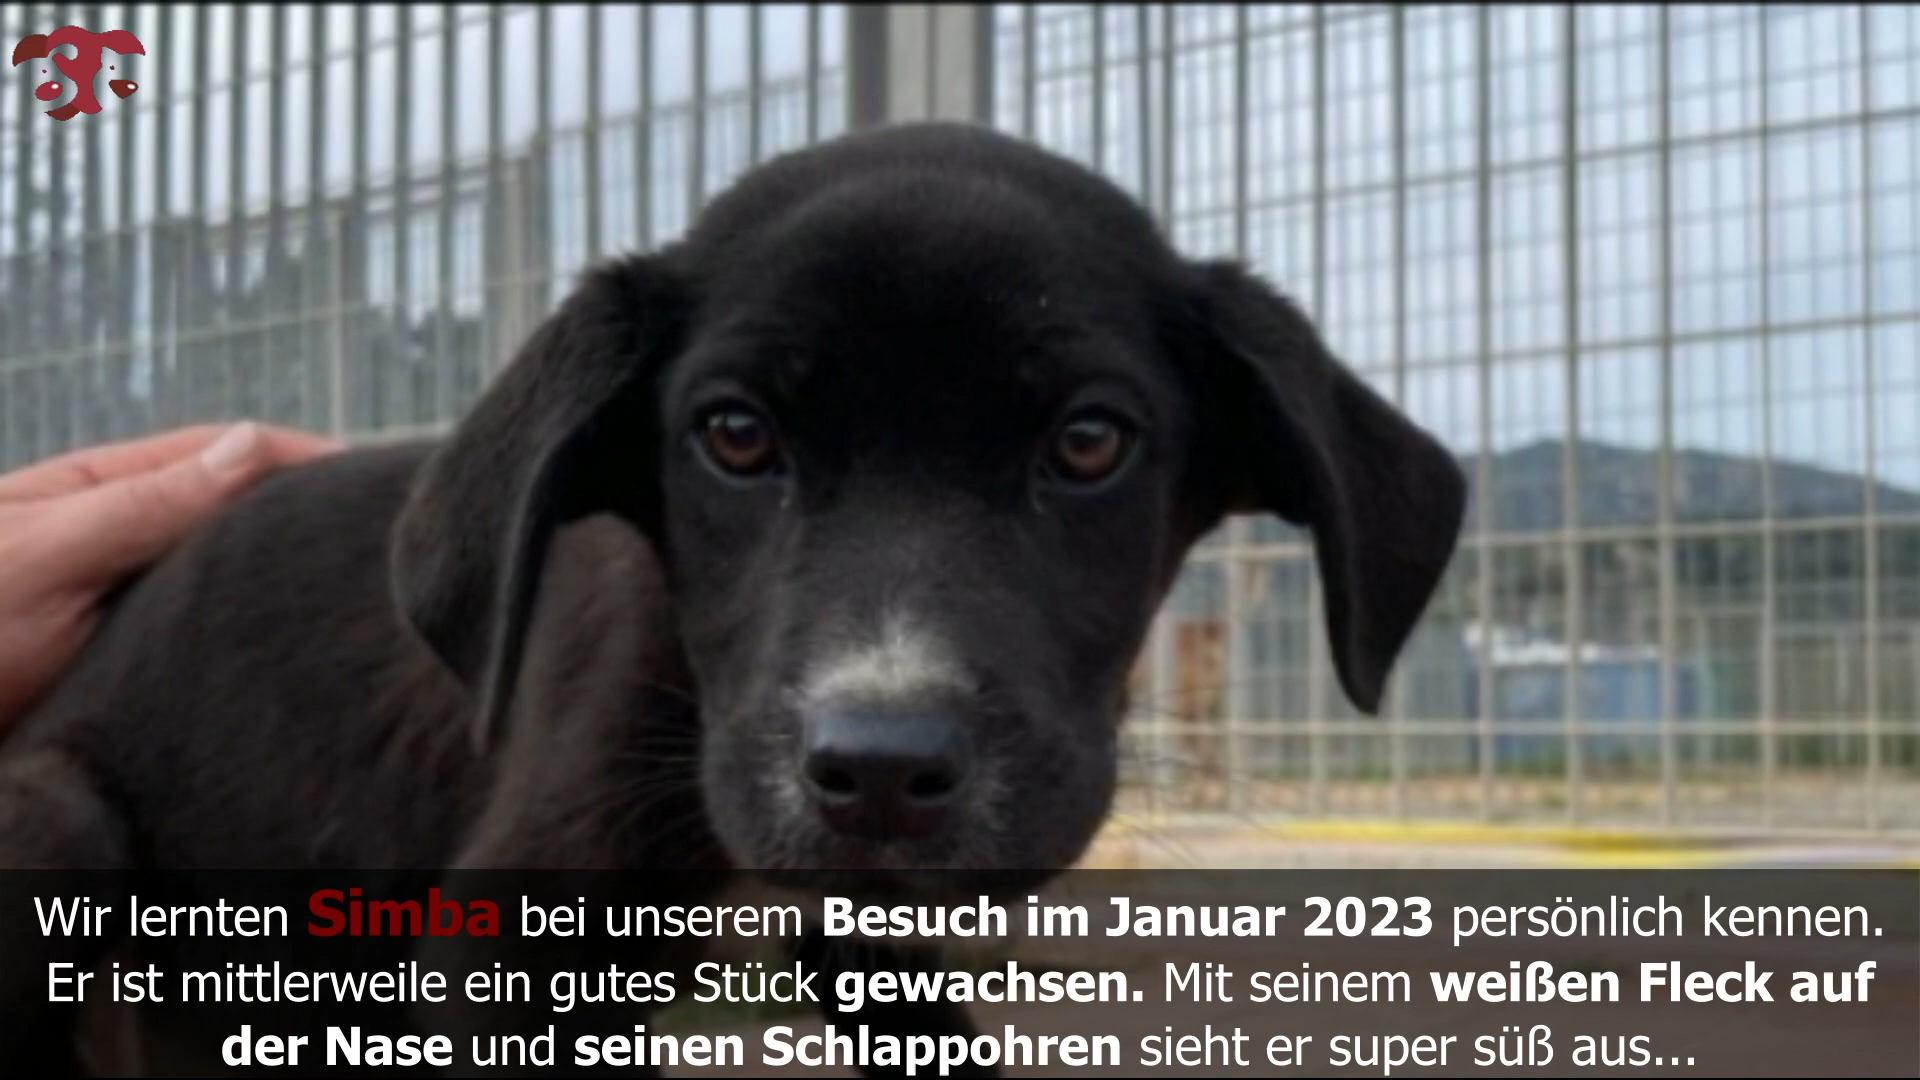 Wir lernten Simba bei unserem Besuch im Januar 2023 persönlich kennen.
Er ist mittlerweile ein gutes Stück gewachsen. Mit seinem weißen Fleck auf
der Nase und seinen Schlappohren sieht er super süß aus...